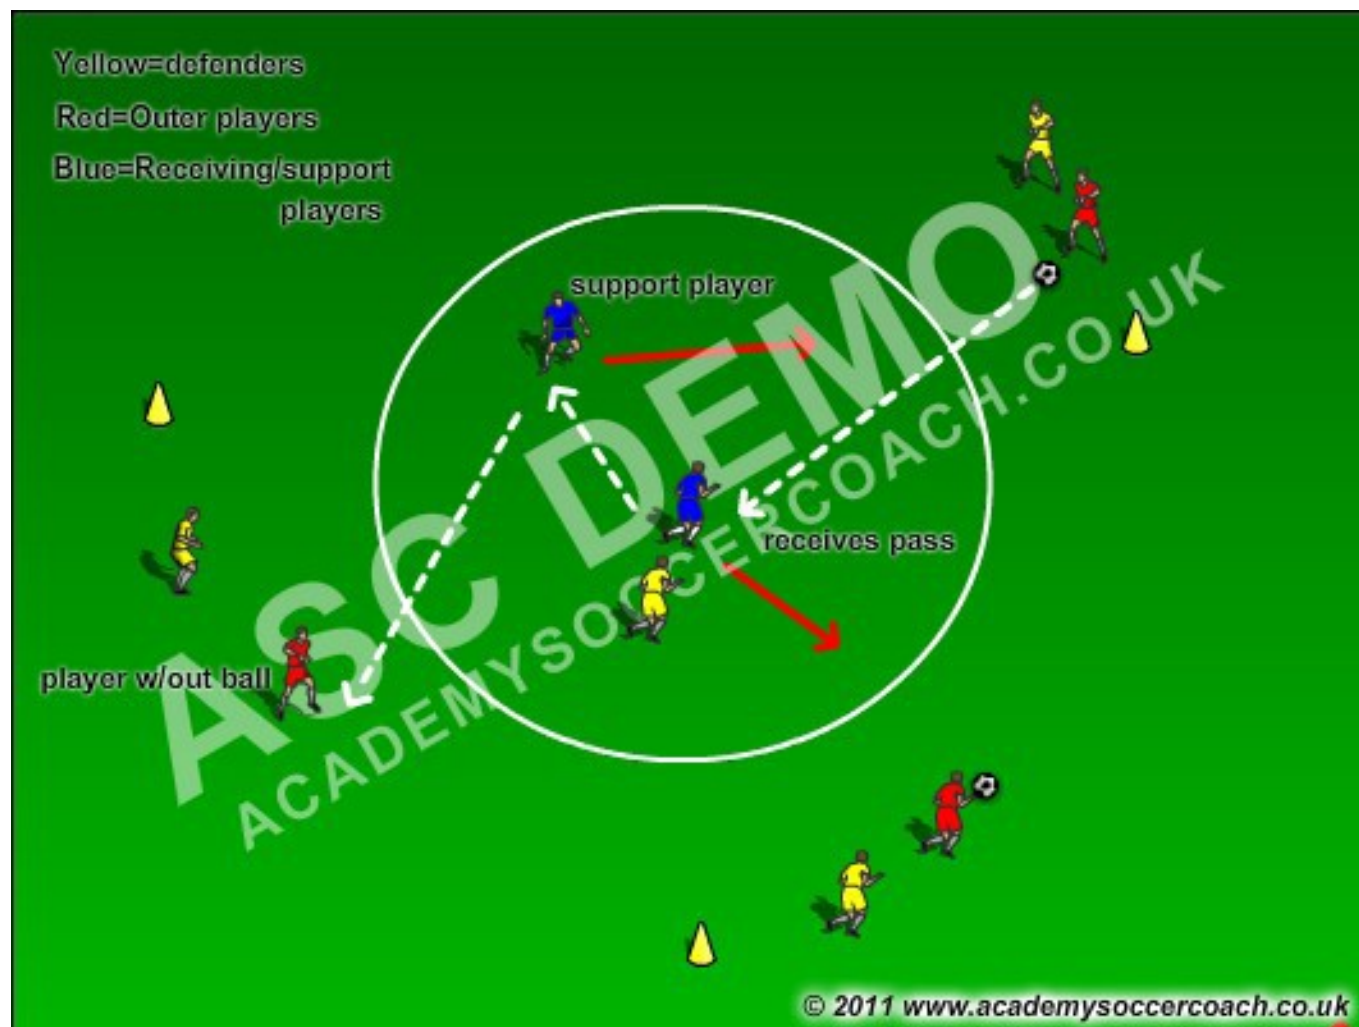 Yellow=defenders
Red=Outer players
Blue=Receiving/support
players
support player
receives pass
player w/out ball
ASC DEMO
ACADEMYSOCCERCOACH.CO.UK
© 2011 www.academysoccercoach.co.uk